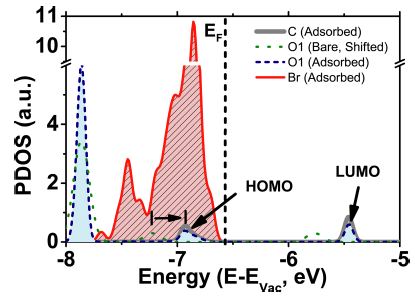 11
10
4
2
0
PDOS (a.u.)
E_F
C (Adsorbed)
O1 (Bare, Shifted)
O1 (Adsorbed)
Br (Adsorbed)
HOMO
LUMO
-8 -7 -6 -5
Energy (E-E_Vac, eV)